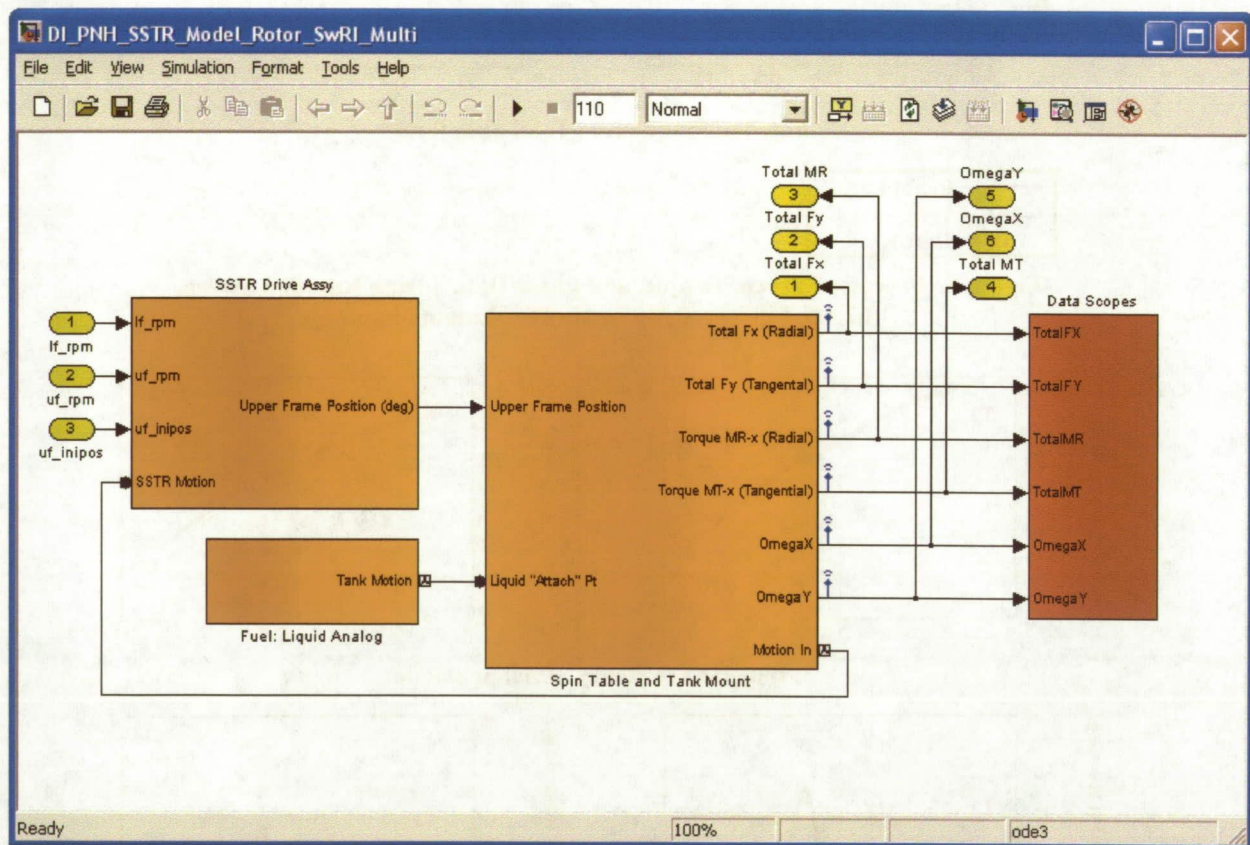 DI_PNH_SSTR_Model_Rotor_SwRI_Multi
File Edit View Simulation Format Tools Help
110 Normal
Total MR
3
OmegaY
5
Total Fy
2
OmegaX
6
Total Fx
1
Total MT
4
SSTR Drive Assy
Data Scopes
1
lf_rpm
2
uf_rpm
3
uf_inipos
lf_rpm
uf_rpm
uf_inipos
SSTR Motion
Upper Frame Position (deg)
Upper Frame Position
Liquid "Attach" Pt
Total Fx (Radial)
Total Fy (Tangental)
Torque MR-x (Radial)
Torque MT-x (Tangential)
OmegaX
OmegaY
Motion In
TotalFX
TotalFY
TotalMR
TotalMT
OmegaX
OmegaY
Tank Motion
Fuel: Liquid Analog
Spin Table and Tank Mount
Ready 100% ode3